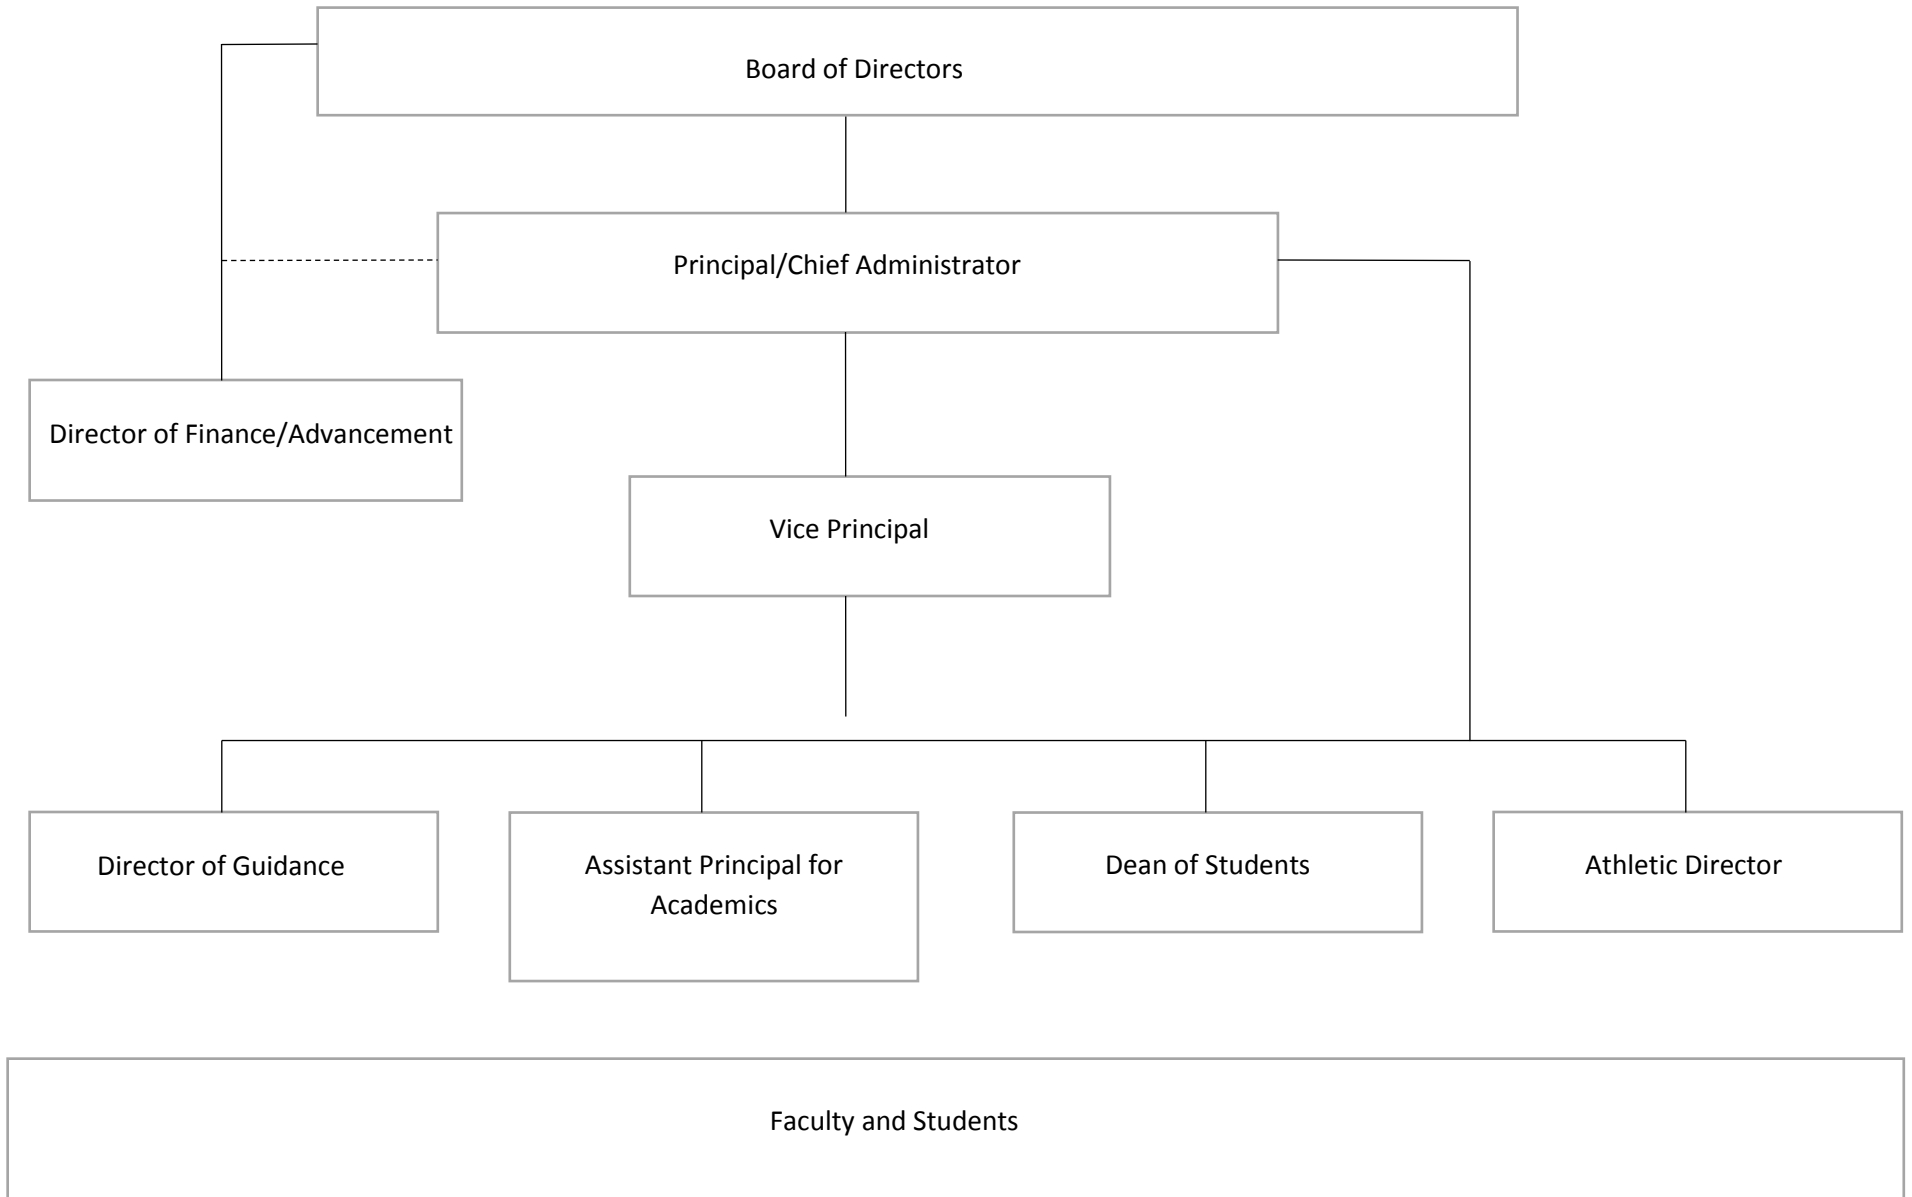 Board of Directors
Principal/Chief Administrator
Director of Finance/Advancement
Vice Principal
Director of Guidance
Assistant Principal for
Academics
Dean of Students
Athletic Director
Faculty and Students